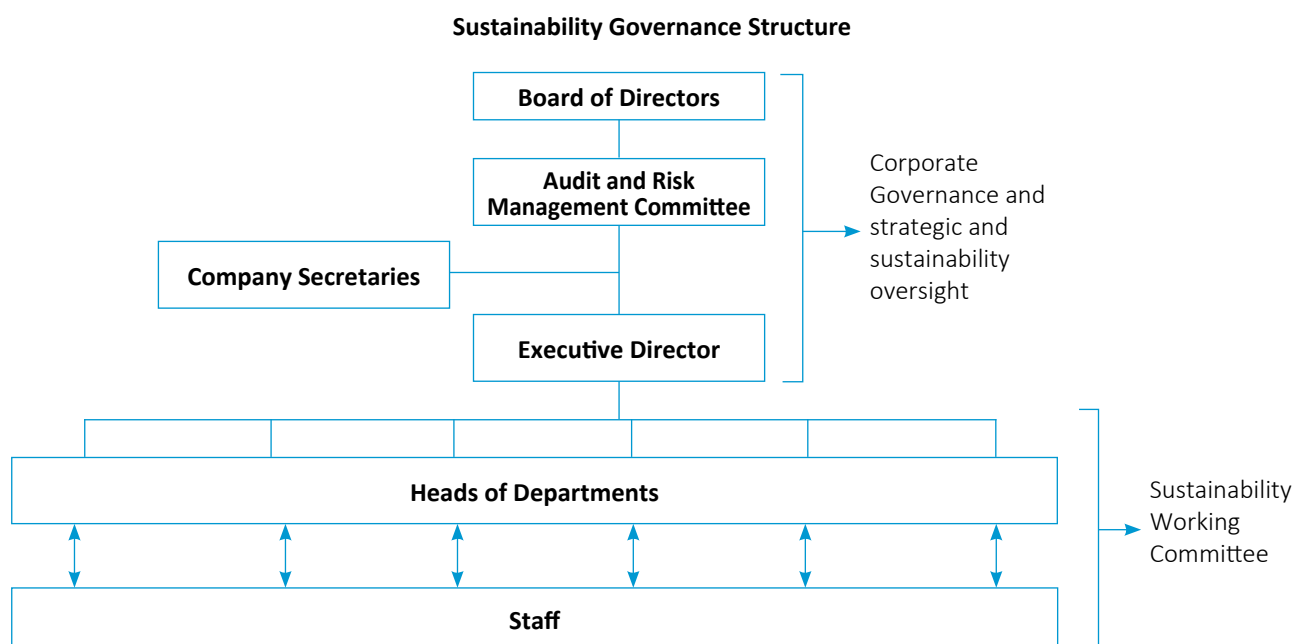 Sustainability Governance Structure
Board of Directors
Audit and Risk
Management Committee
Corporate
Governance and
strategic and
sustainability
oversight
Company Secretaries
Executive Director
Heads of Departments
Sustainability
Working
Committee
Staff